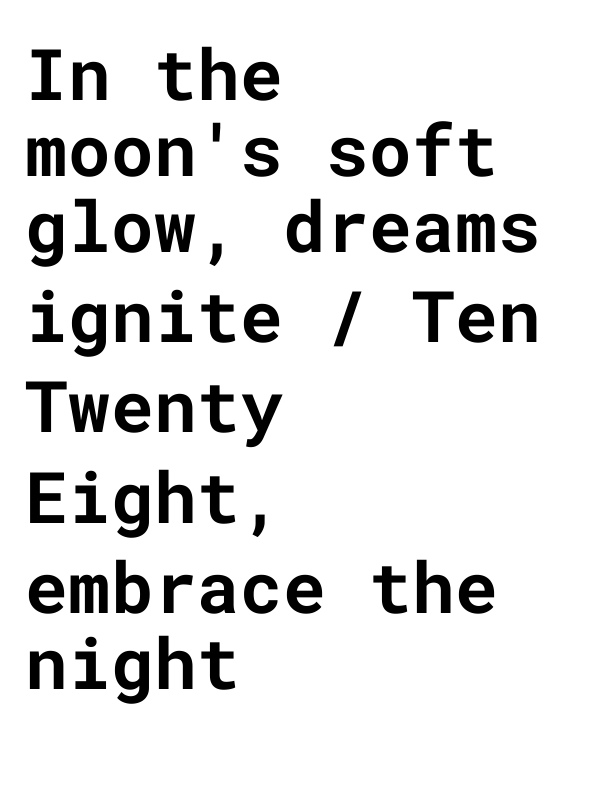 In the
moon's soft
glow, dreams
ignite / Ten
Twenty
Eight,
embrace the
night